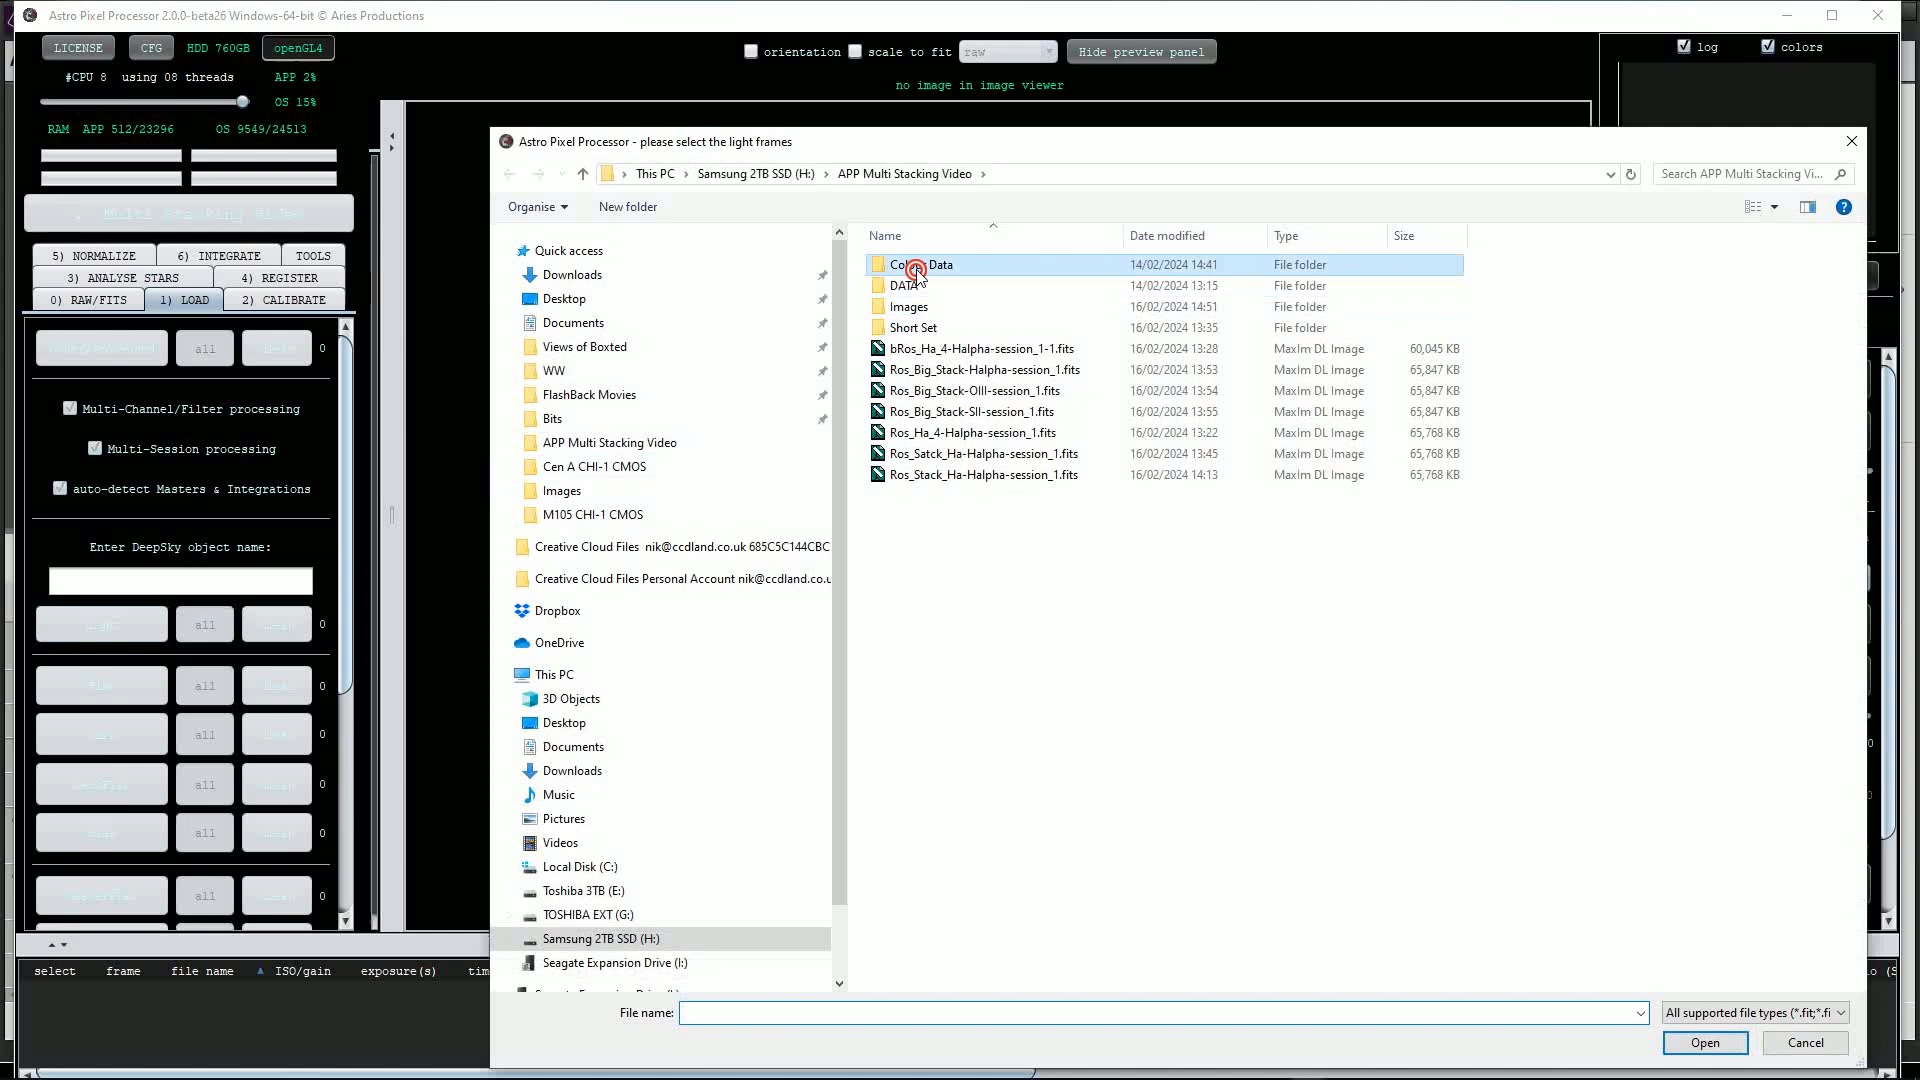 Astro Pixel Processor 2.0.0-beta26 Windows-64-bit © Aries Productions
LICENSE CFG HDD 760GB openGL4
#CPU 8 using 08 threads APP 2%
OS 15%
RAM APP 512/23296 OS 9549/24513
5) NORMALIZE 6) INTEGRATE TOOLS
3) ANALYSE STARS 4) REGISTER
0) RAW/FITS 1) LOAD 2) CALIBRATE
all 0
Multi-Channel/Filter processing
Multi-Session processing
auto-detect Masters & Integrations
Enter DeepSky object name:
all 0
all 0
all 0
all 0
all 0
all 0
orientation scale to fit raw Hide preview panel
no image in image viewer
log colors
Astro Pixel Processor - please select the light frames
This PC › Samsung 2TB SSD (H:) › APP Multi Stacking Video ›
Search APP Multi Stacking Vi...
Organise New folder
Quick access
Downloads
Desktop
Documents
Views of Boxted
WW
FlashBack Movies
Bits
APP Multi Stacking Video
Cen A CHI-1 CMOS
Images
M105 CHI-1 CMOS
Creative Cloud Files nik@ccdland.co.uk 685C5C144CBC
Creative Cloud Files Personal Account nik@ccdland.co.u
Dropbox
OneDrive
This PC
3D Objects
Desktop
Documents
Downloads
Music
Pictures
Videos
Local Disk (C:)
Toshiba 3TB (E:)
TOSHIBA EXT (G:)
Samsung 2TB SSD (H:)
Seagate Expansion Drive (I:)
Name Date modified Type Size
Data 14/02/2024 14:41 File folder
DATA 14/02/2024 13:15 File folder
Images 16/02/2024 14:51 File folder
Short Set 16/02/2024 13:35 File folder
bRos_Ha_4-Halpha-session_1-1.fits 16/02/2024 13:28 MaxIm DL Image 60,045 KB
Ros_Big_Stack-Halpha-session_1.fits 16/02/2024 13:53 MaxIm DL Image 65,847 KB
Ros_Big_Stack-OIII-session_1.fits 16/02/2024 13:54 MaxIm DL Image 65,847 KB
Ros_Big_Stack-SII-session_1.fits 16/02/2024 13:55 MaxIm DL Image 65,847 KB
Ros_Ha_4-Halpha-session_1.fits 16/02/2024 13:22 MaxIm DL Image 65,768 KB
Ros_Satck_Ha-Halpha-session_1.fits 16/02/2024 13:45 MaxIm DL Image 65,768 KB
Ros_Stack_Ha-Halpha-session_1.fits 16/02/2024 14:13 MaxIm DL Image 65,768 KB
File name: All supported file types (*.fit;*.fi
Open Cancel
select frame file name ISO/gain exposure(s) tim